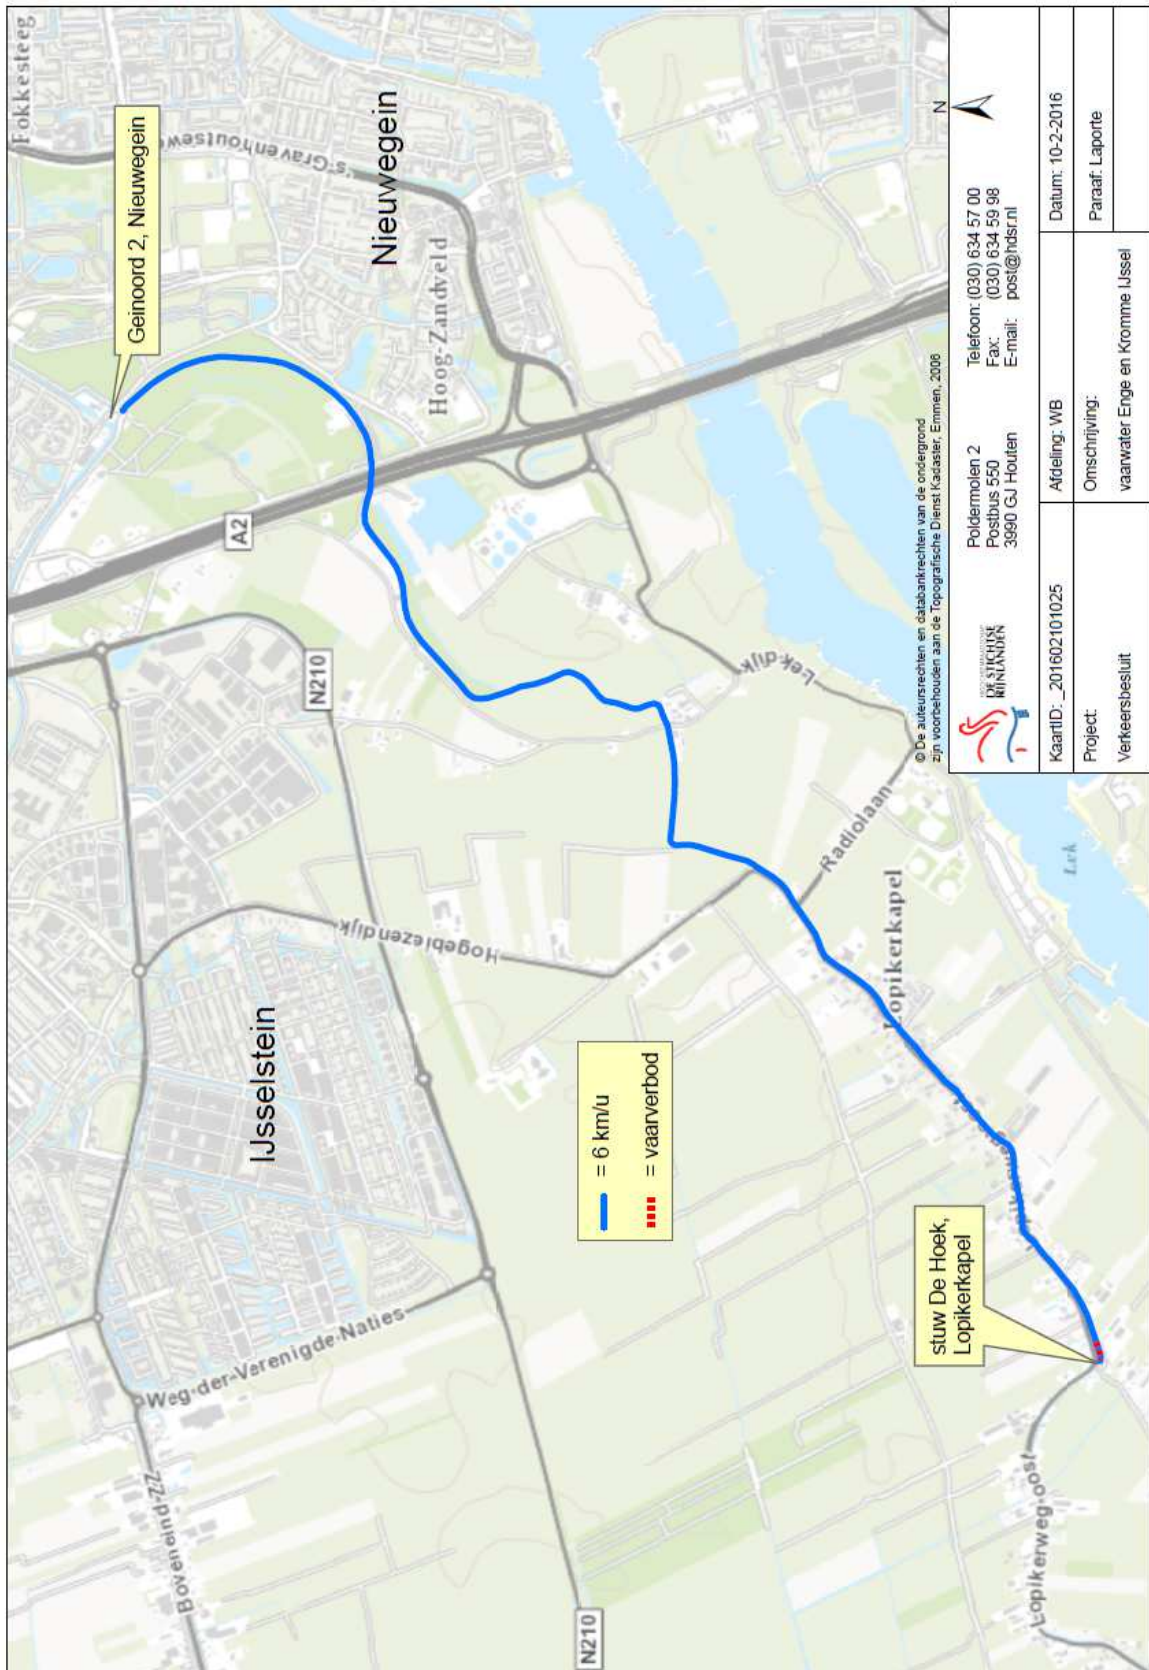 Fokkesteeg
Geinoord 2, Nieuwegein
's-Gravenhoutsewe
Nieuwegein
Hoog-Zandveld
A2
N210
IJsselstein
Hogebiezendijk
Lekdijk
Radiolaan
Lopikerkapel
Lek
= 6 km/u
= vaarverbod
Weg-der-Verenigde-Naties
Boveneind-ZZ
N210
stuw De Hoek,
Lopikerkapel
Lopikerweg-oost
© De auteursrechten en databankrechten van de ondergrond
zijn voorbehouden aan de Topografische Dienst Kadaster, Emmen, 2006
N
HOOGHEEMRAADSCHAP
DE STICHTSE
RIJNLANDEN
Poldermolen 2
Postbus 550
3990 GJ Houten
Telefoon: (030) 634 57 00
Fax: (030) 634 59 98
E-mail: post@hdsr.nl
KaartID: _201602101025
Afdeling: WB
Datum: 10-2-2016
Project:
Verkeersbesluit
Omschrijving:
vaarwater Enge en Kromme IJssel
Paraaf: Laporte